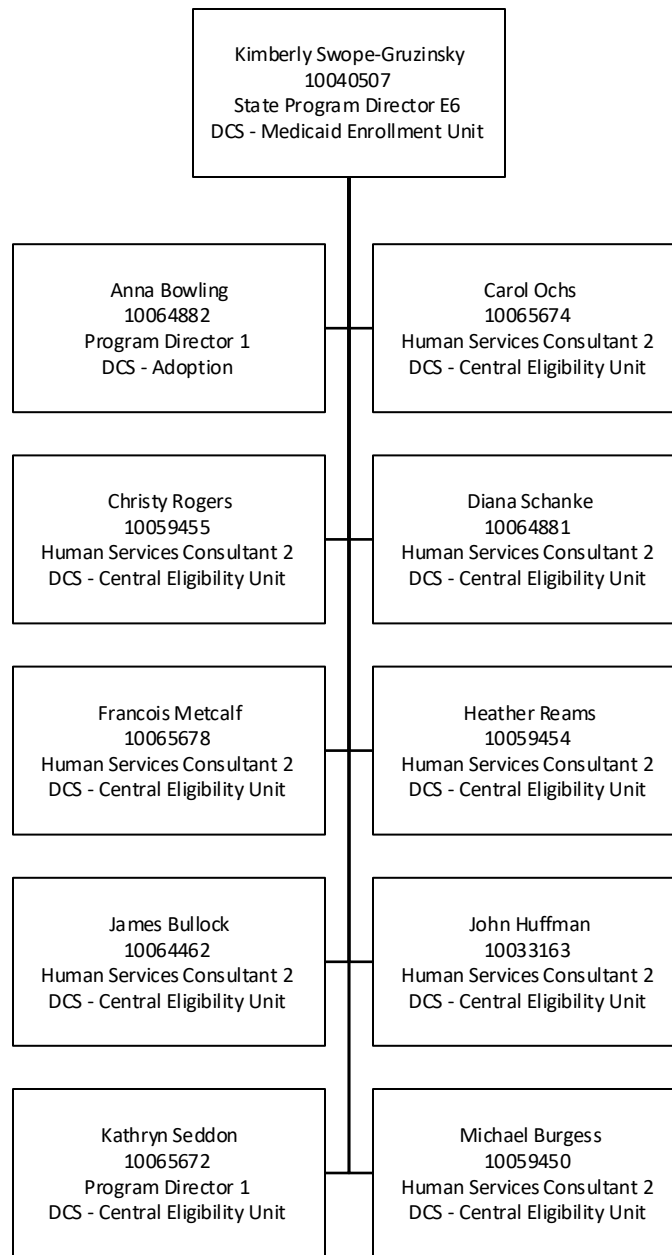 Kimberly Swope-Gruzinsky
10040507
State Program Director E6
DCS - Medicaid Enrollment Unit
Anna Bowling
10064882
Program Director 1
DCS - Adoption
Carol Ochs
10065674
Human Services Consultant 2
DCS - Central Eligibility Unit
Christy Rogers
10059455
Human Services Consultant 2
DCS - Central Eligibility Unit
Diana Schanke
10064881
Human Services Consultant 2
DCS - Central Eligibility Unit
Francois Metcalf
10065678
Human Services Consultant 2
DCS - Central Eligibility Unit
Heather Reams
10059454
Human Services Consultant 2
DCS - Central Eligibility Unit
James Bullock
10064462
Human Services Consultant 2
DCS - Central Eligibility Unit
John Huffman
10033163
Human Services Consultant 2
DCS - Central Eligibility Unit
Kathryn Seddon
10065672
Program Director 1
DCS - Central Eligibility Unit
Michael Burgess
10059450
Human Services Consultant 2
DCS - Central Eligibility Unit